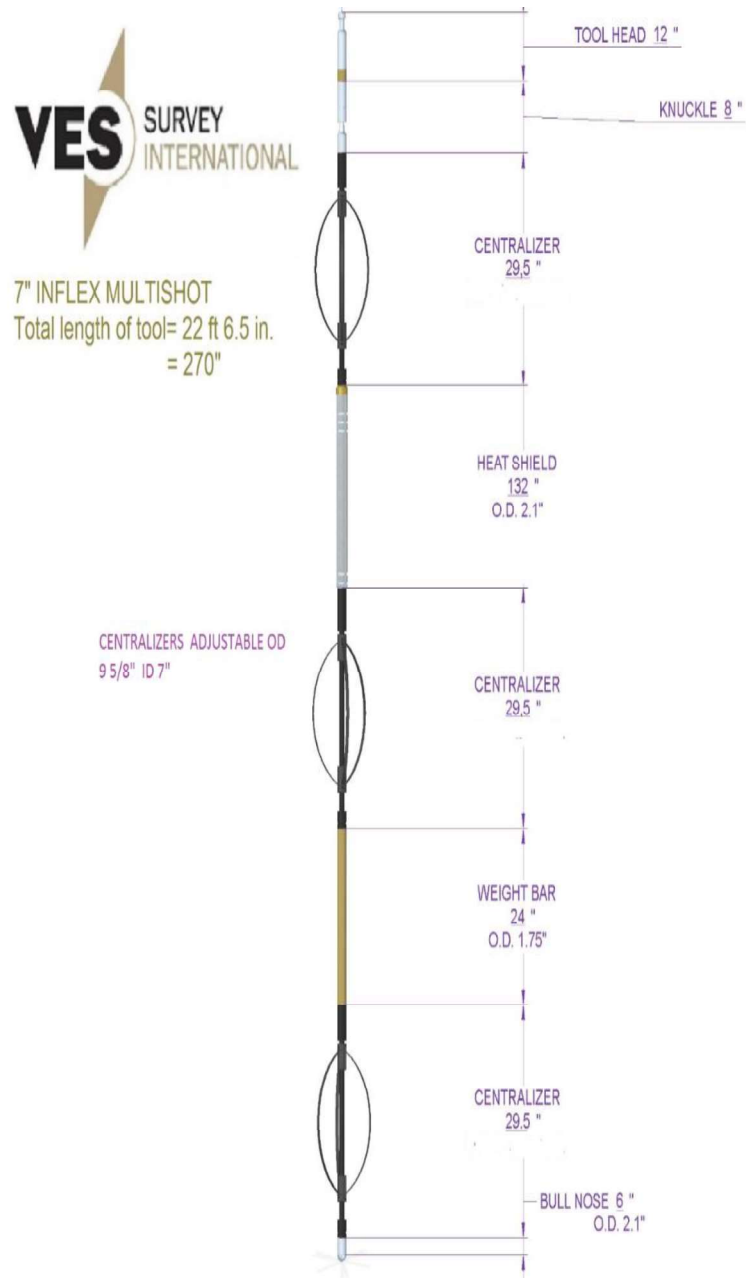 TOOL HEAD 12 "
KNUCKLE 8 "
VES SURVEY
INTERNATIONAL
CENTRALIZER
29,5 "
7" INFLEX MULTISHOT
Total length of tool= 22 ft 6.5 in.
= 270"
HEAT SHIELD
132 "
O.D. 2.1"
CENTRALIZERS ADJUSTABLE OD
9 5/8" ID 7"
CENTRALIZER
29,5 "
WEIGHT BAR
24 "
O.D. 1.75"
CENTRALIZER
29.5 "
BULL NOSE 6 "
O.D. 2.1"